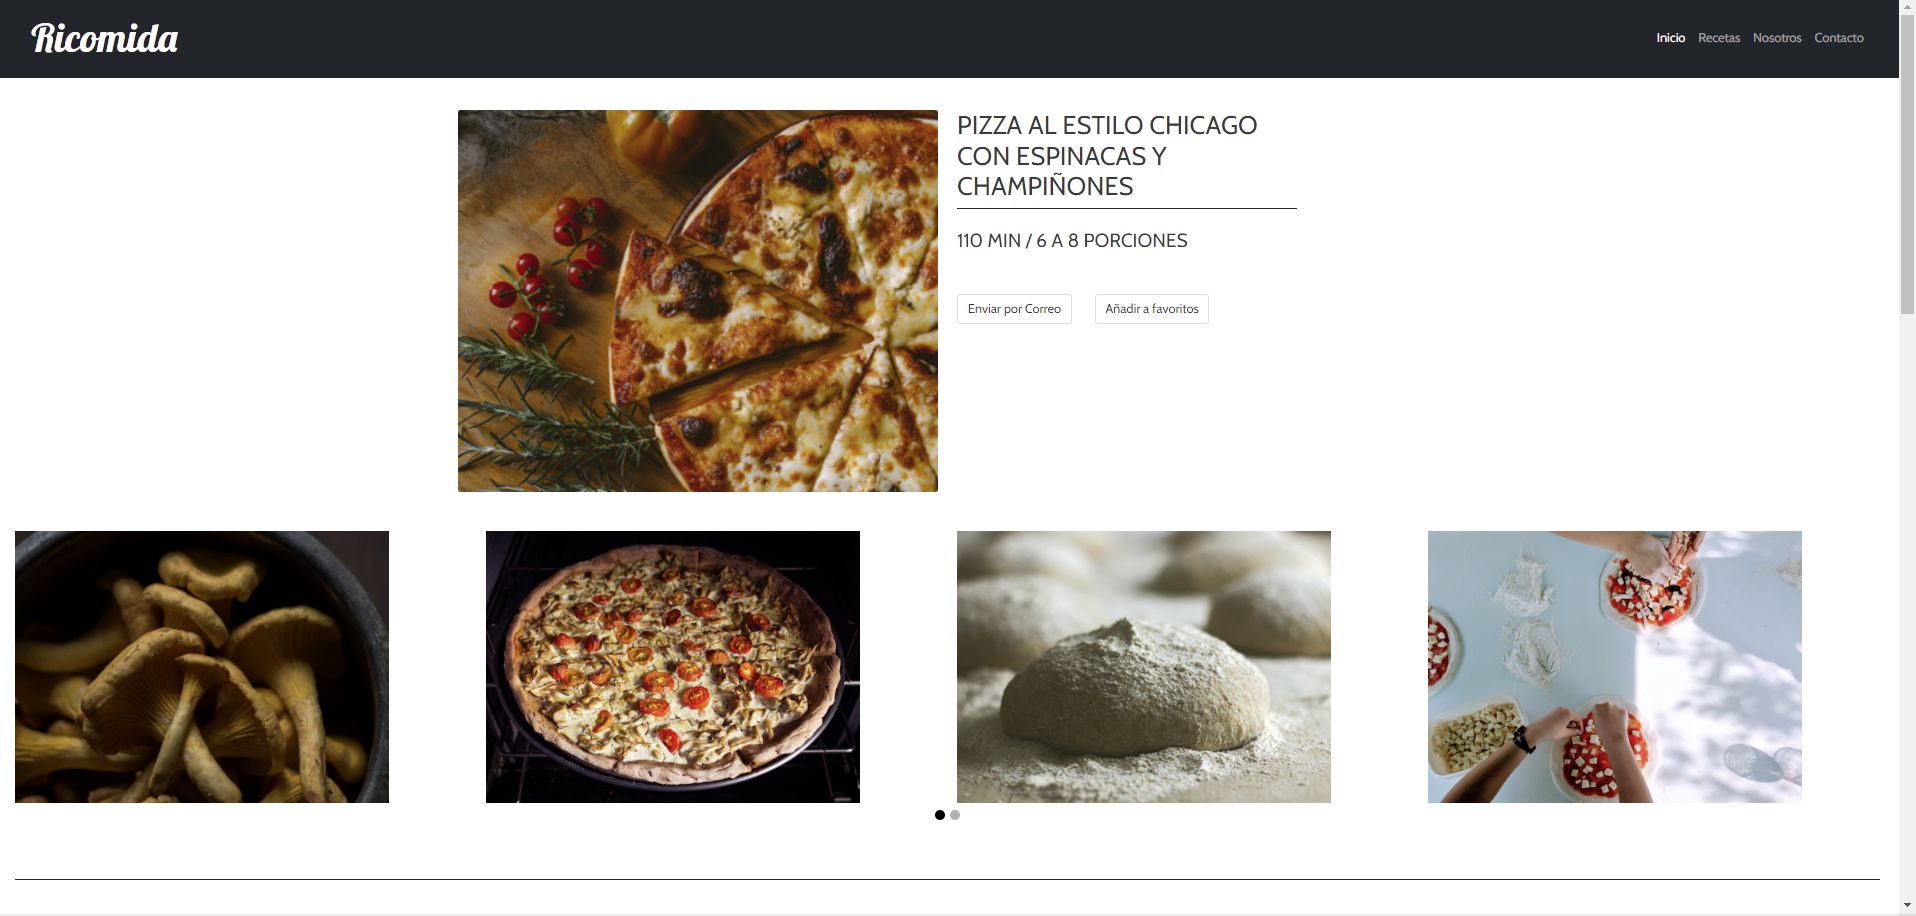 Ricomida
Inicio Recetas Nosotros Contacto
PIZZA AL ESTILO CHICAGO
CON ESPINACAS Y
CHAMPIÑONES
110 MIN / 6 A 8 PORCIONES
Enviar por Correo Añadir a favoritos